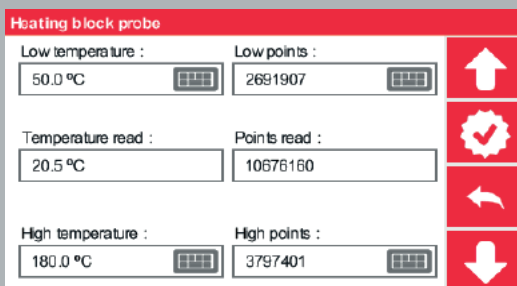 Heating block probe
Low temperature : Low points :
50.0 ºC 2691907
Temperature read : Points read :
20.5 ºC 10676160
High temperature : High points :
180.0 ºC 3797401